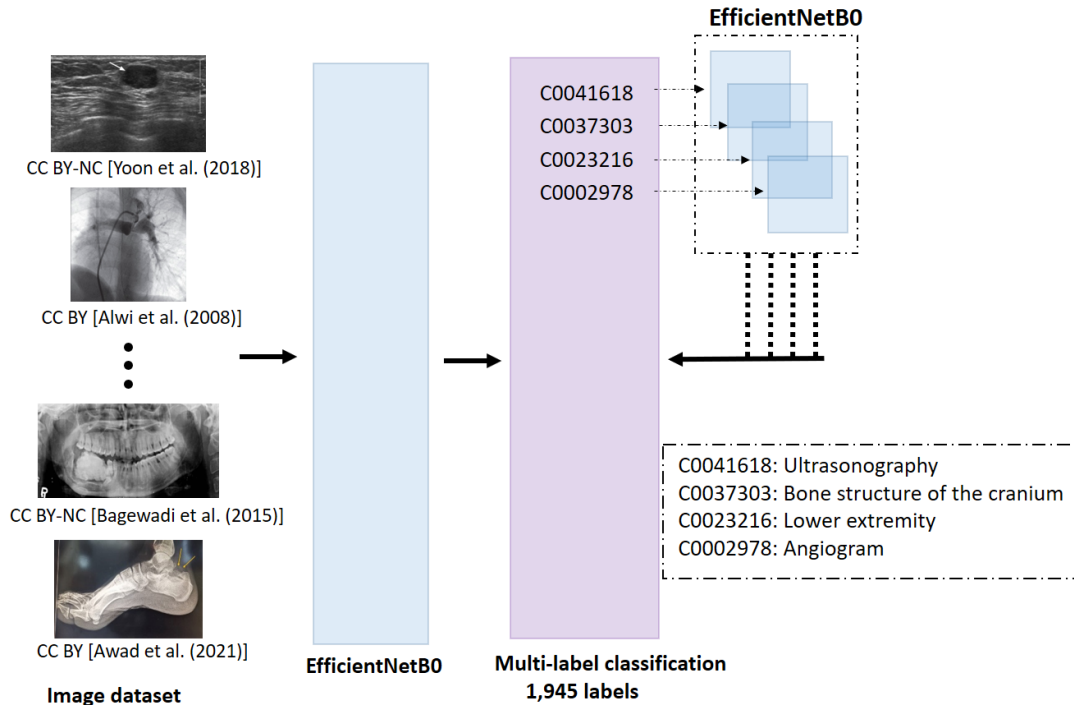 EfficientNetB0
C0041618
C0037303
C0023216
C0002978
CC BY-NC [Yoon et al. (2018)]
CC BY [Alwi et al. (2008)]
CC BY-NC [Bagewadi et al. (2015)]
CC BY [Awad et al. (2021)]
Image dataset
EfficientNetB0
Multi-label classification
1,945 labels
C0041618: Ultrasonography
C0037303: Bone structure of the cranium
C0023216: Lower extremity
C0002978: Angiogram